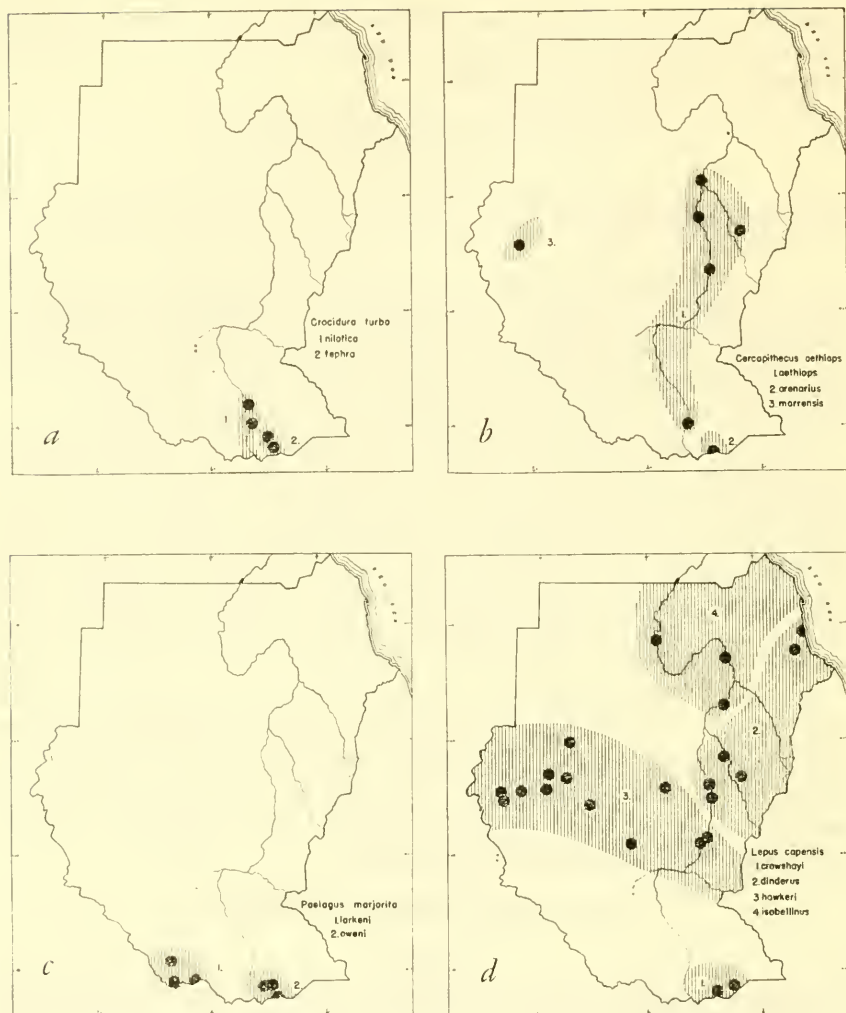 Crocidura turba
1 nilotica
2 tephra
1
2.
a
Cercopithecus aethiops
1.aethiops
2 arenarius
3 marrensis
3.
1.
2
b
Poelagus marjorita
1.larkeni
2.oweni
1.
2.
c
Lepus capensis
1.crawshayi
2.dinderus
3 hawkeri
4 isobellinus
4.
2.
3.
1.
d